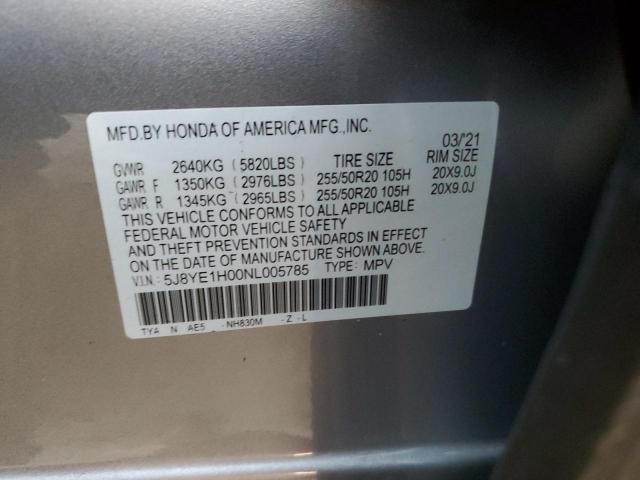 MFD.BY HONDA OF AMERICA MFG.,INC.
03/'21
GVWR 2640KG (5820LBS) TIRE SIZE RIM SIZE
GAWR F 1350KG (2976LBS) 255/50R20 105H 20X9.0J
GAWR R 1345KG (2965LBS) 255/50R20 105H 20X9.0J
THIS VEHICLE CONFORMS TO ALL APPLICABLE
FEDERAL MOTOR VEHICLE SAFETY
AND THEFT PREVENTION STANDARDS IN EFFECT
ON THE DATE OF MANUFACTURE SHOWN ABOVE.
V.I.N.: 5J8YE1H00NL005785 TYPE: MPV
TYA N AE5 - NH830M - Z - L